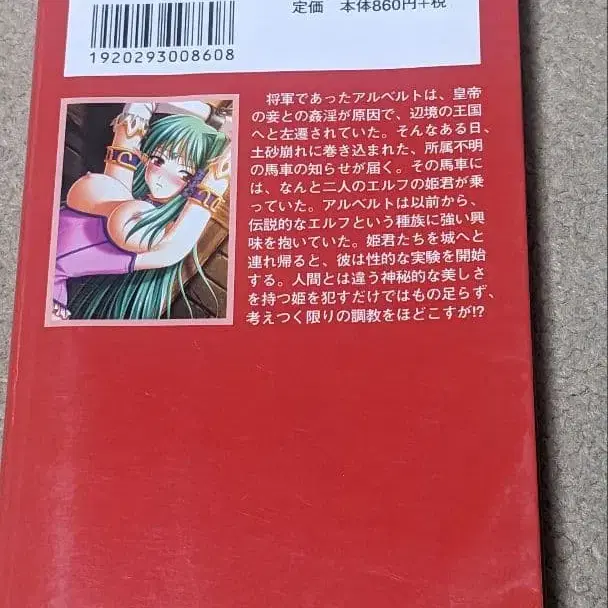 定価 本体860円+税
1920293008608
将軍であったアルベルトは、皇帝
の妾との姦淫が原因で、辺境の王国
へと左遷されていた。そんなある日、
土砂崩れに巻き込まれた、所属不明
の馬車の知らせが届く。その馬車に
は、なんと二人のエルフの姫君が乗
っていた。アルベルトは以前から、
伝説的なエルフという種族に強い興
味を抱いていた。姫君たちを城へと
連れ帰ると、彼は性的な実験を開始
する。人間とは違う神秘的な美しさ
を持つ姫を犯すだけではもの足らず、
考えつく限りの調教をほどこすが!?